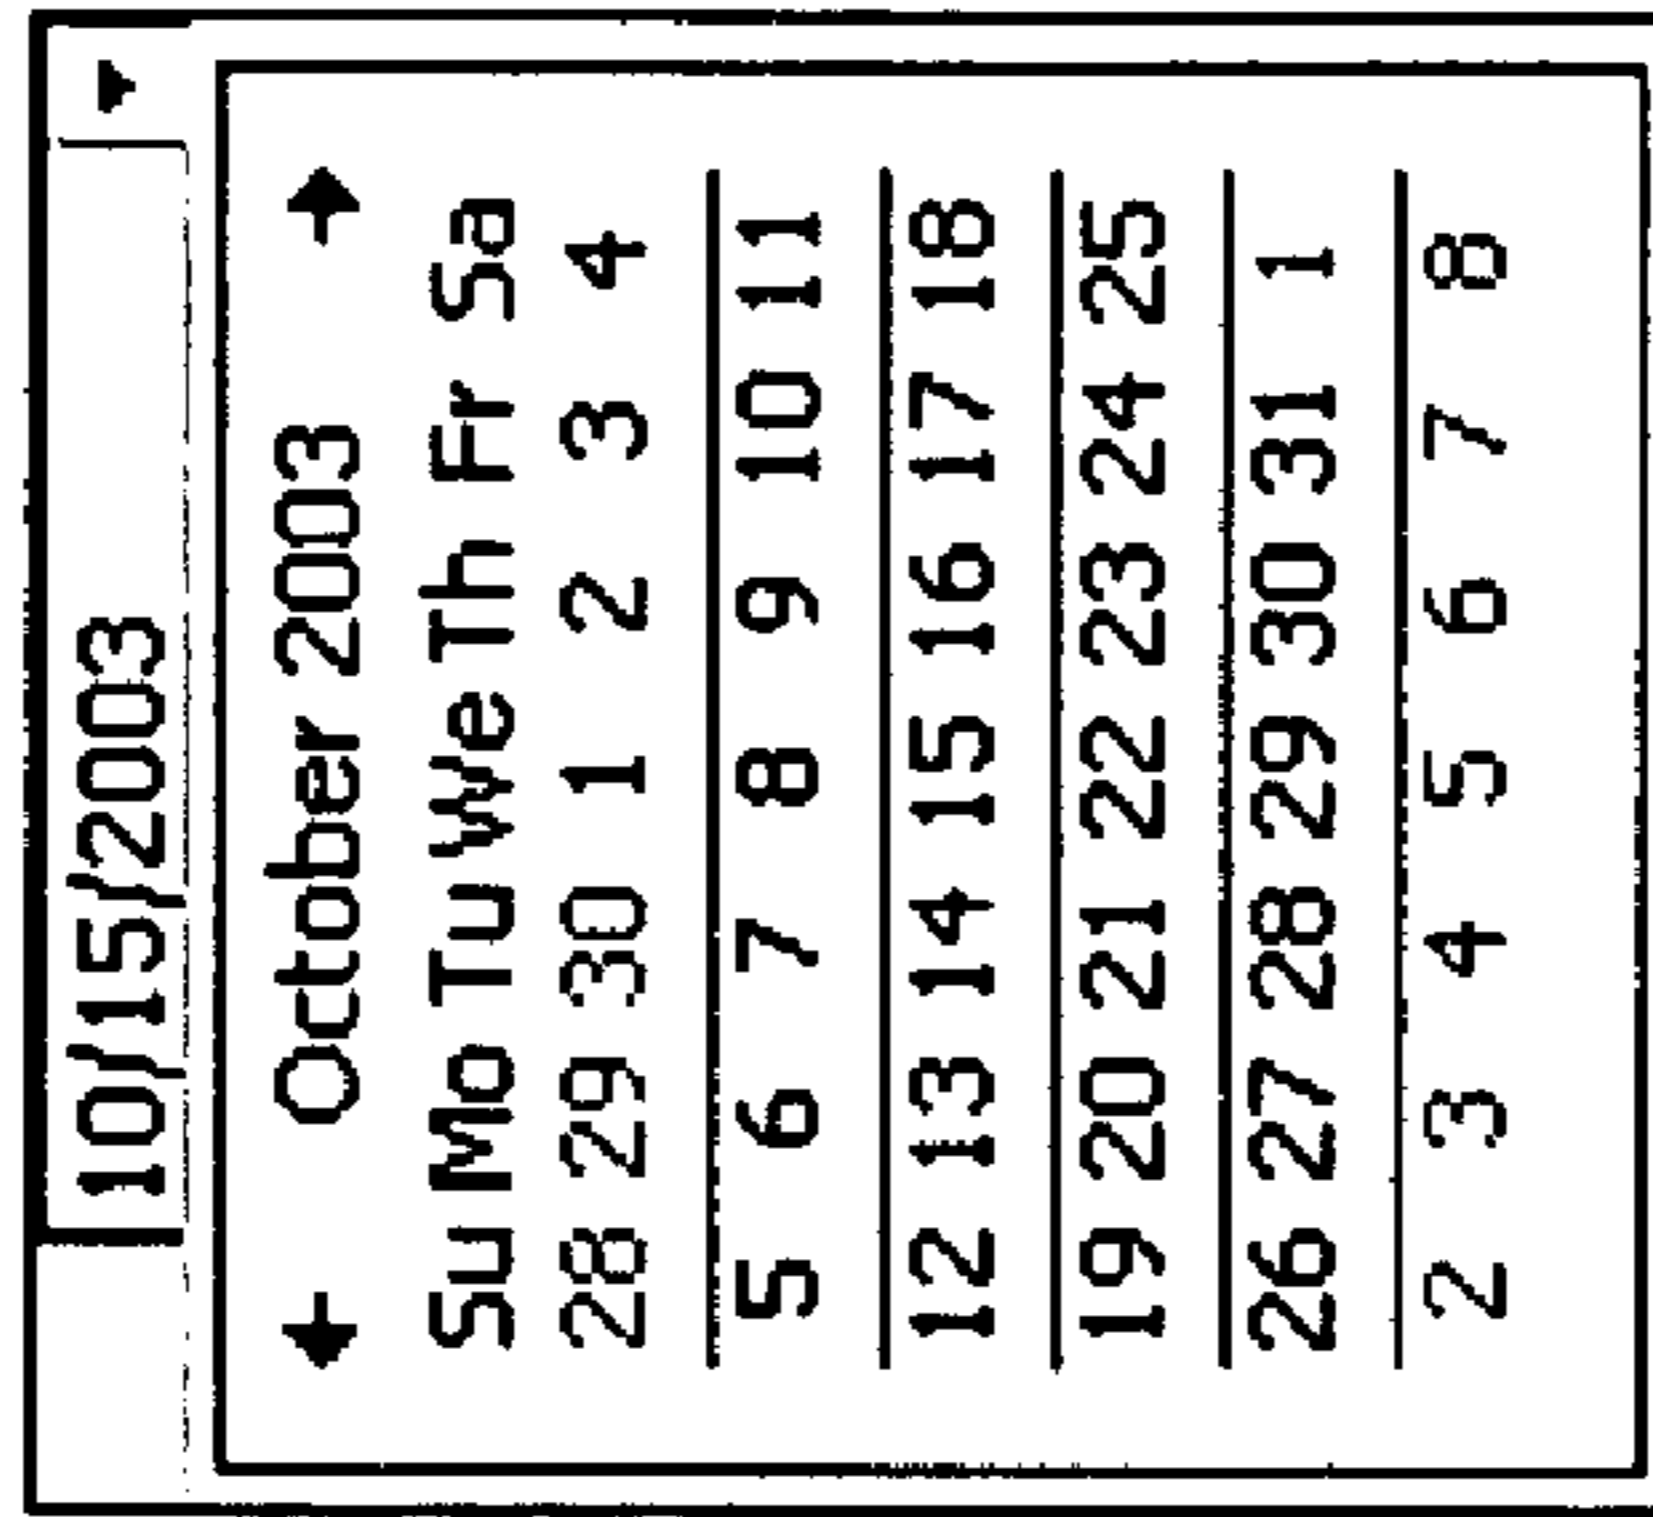 10/15/2003
October 2003
Su Mo Tu We Th Fr Sa
28 29 30 1 2 3 4
5 6 7 8 9 10 11
12 13 14 15 16 17 18
19 20 21 22 23 24 25
26 27 28 29 30 31 1
2 3 4 5 6 7 8